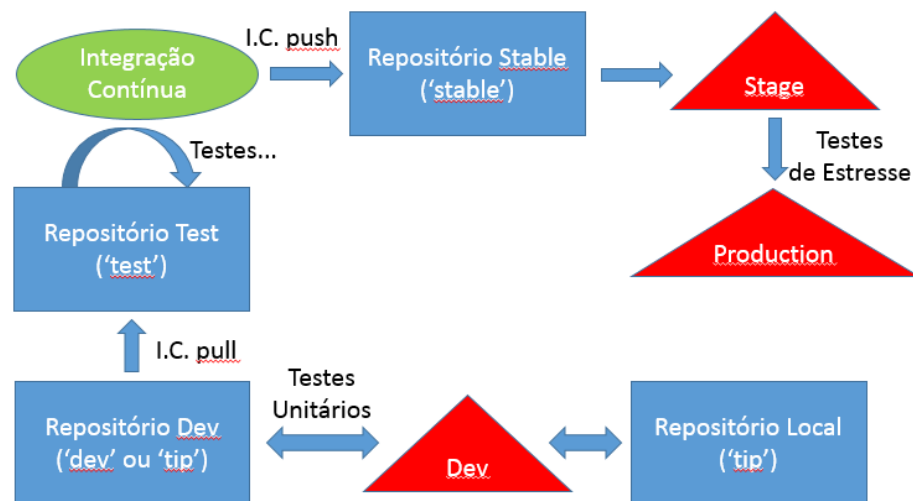 Integração
Contínua
I.C. push
Repositório Stable
(‘stable’)
Stage
Testes...
Testes
de Estresse
Repositório Test
(‘test’)
Production
I.C. pull
Testes
Unitários
Repositório Dev
(‘dev’ ou ‘tip’)
Dev
Repositório Local
(‘tip’)